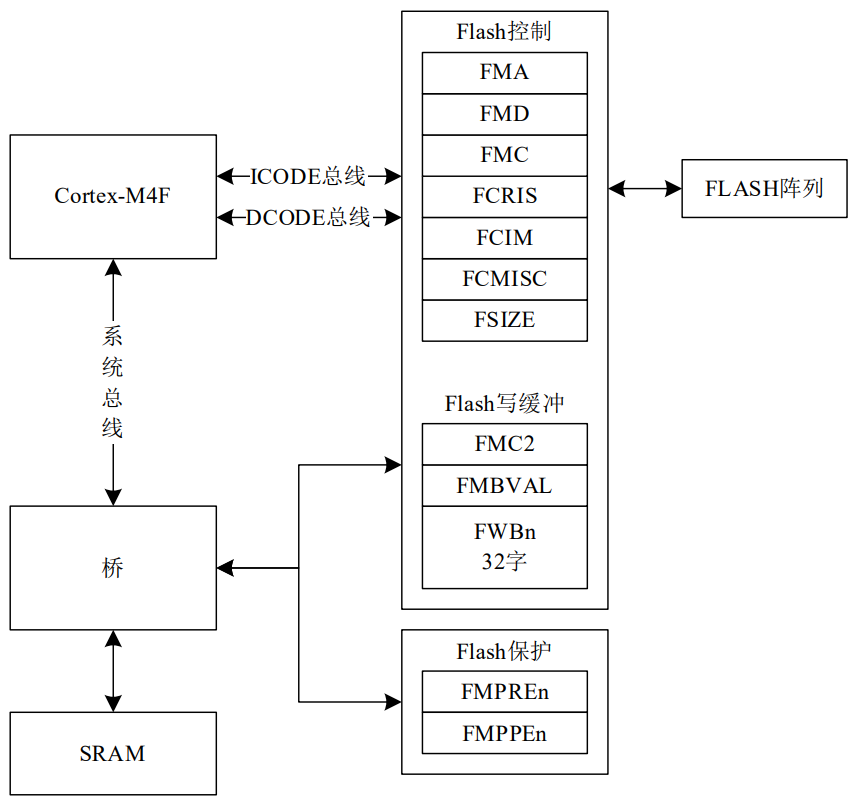 Flash控制
FMA
FMD
FMC
FCRIS
FCIM
FCMISC
FSIZE
Cortex-M4F
ICODE总线
DCODE总线
FLASH阵列
系
统
总
线
Flash写缓冲
FMC2
FMBVAL
FWBn
32字
桥
Flash保护
FMPREn
FMPPEn
SRAM